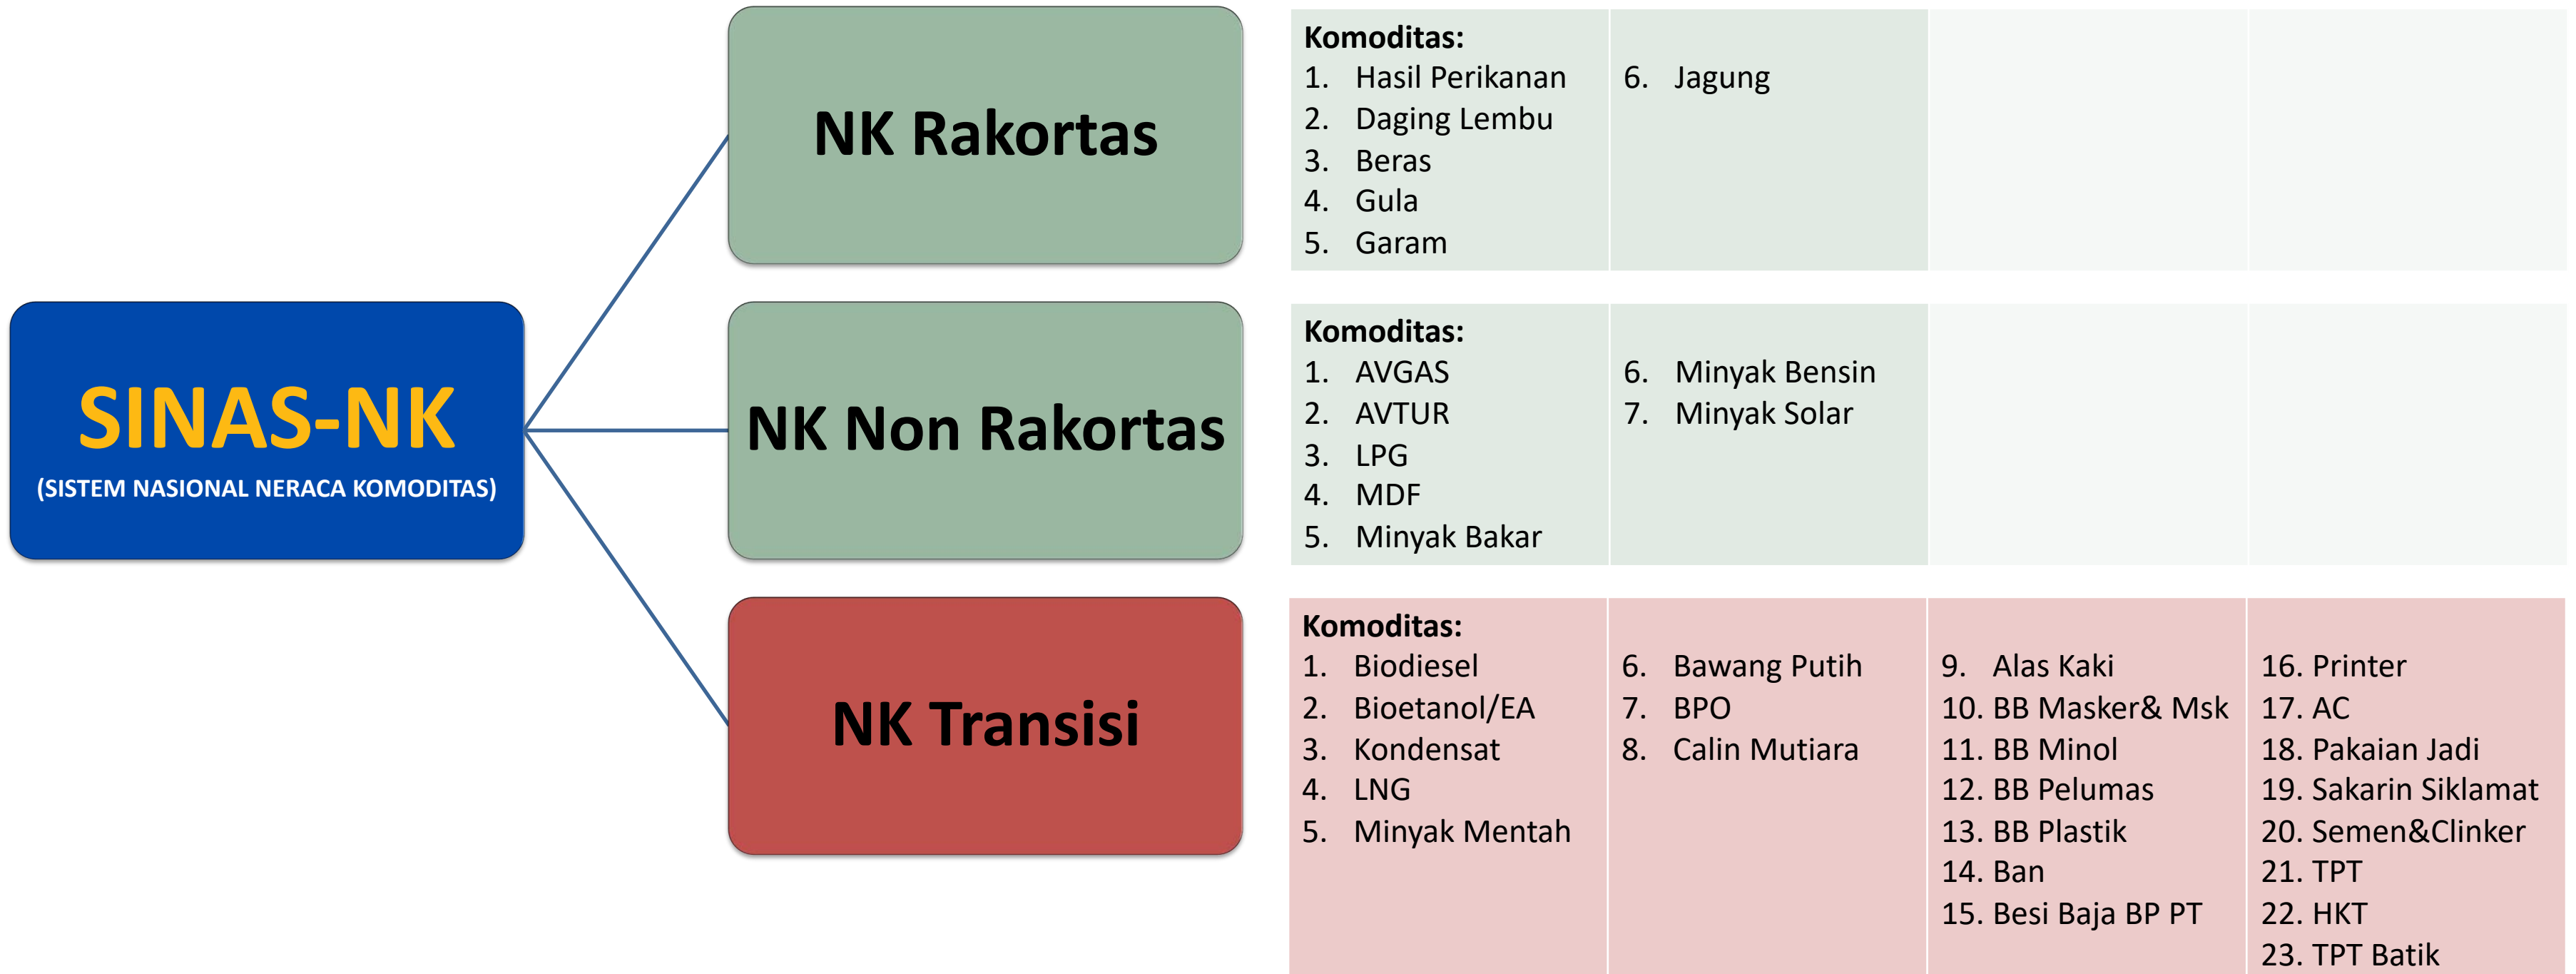 SINAS-NK
(SISTEM NASIONAL NERACA KOMODITAS)
NK Rakortas
Komoditas:
1. Hasil Perikanan
2. Daging Lembu
3. Beras
4. Gula
5. Garam
6. Jagung
NK Non Rakortas
Komoditas:
1. AVGAS
2. AVTUR
3. LPG
4. MDF
5. Minyak Bakar
6. Minyak Bensin
7. Minyak Solar
NK Transisi
Komoditas:
1. Biodiesel
2. Bioetanol/EA
3. Kondensat
4. LNG
5. Minyak Mentah
6. Bawang Putih
7. BPO
8. Calin Mutiara
9. Alas Kaki
10. BB Masker& Msk
11. BB Minol
12. BB Pelumas
13. BB Plastik
14. Ban
15. Besi Baja BP PT
16. Printer
17. AC
18. Pakaian Jadi
19. Sakarin Siklamat
20. Semen&Clinker
21. TPT
22. HKT
23. TPT Batik